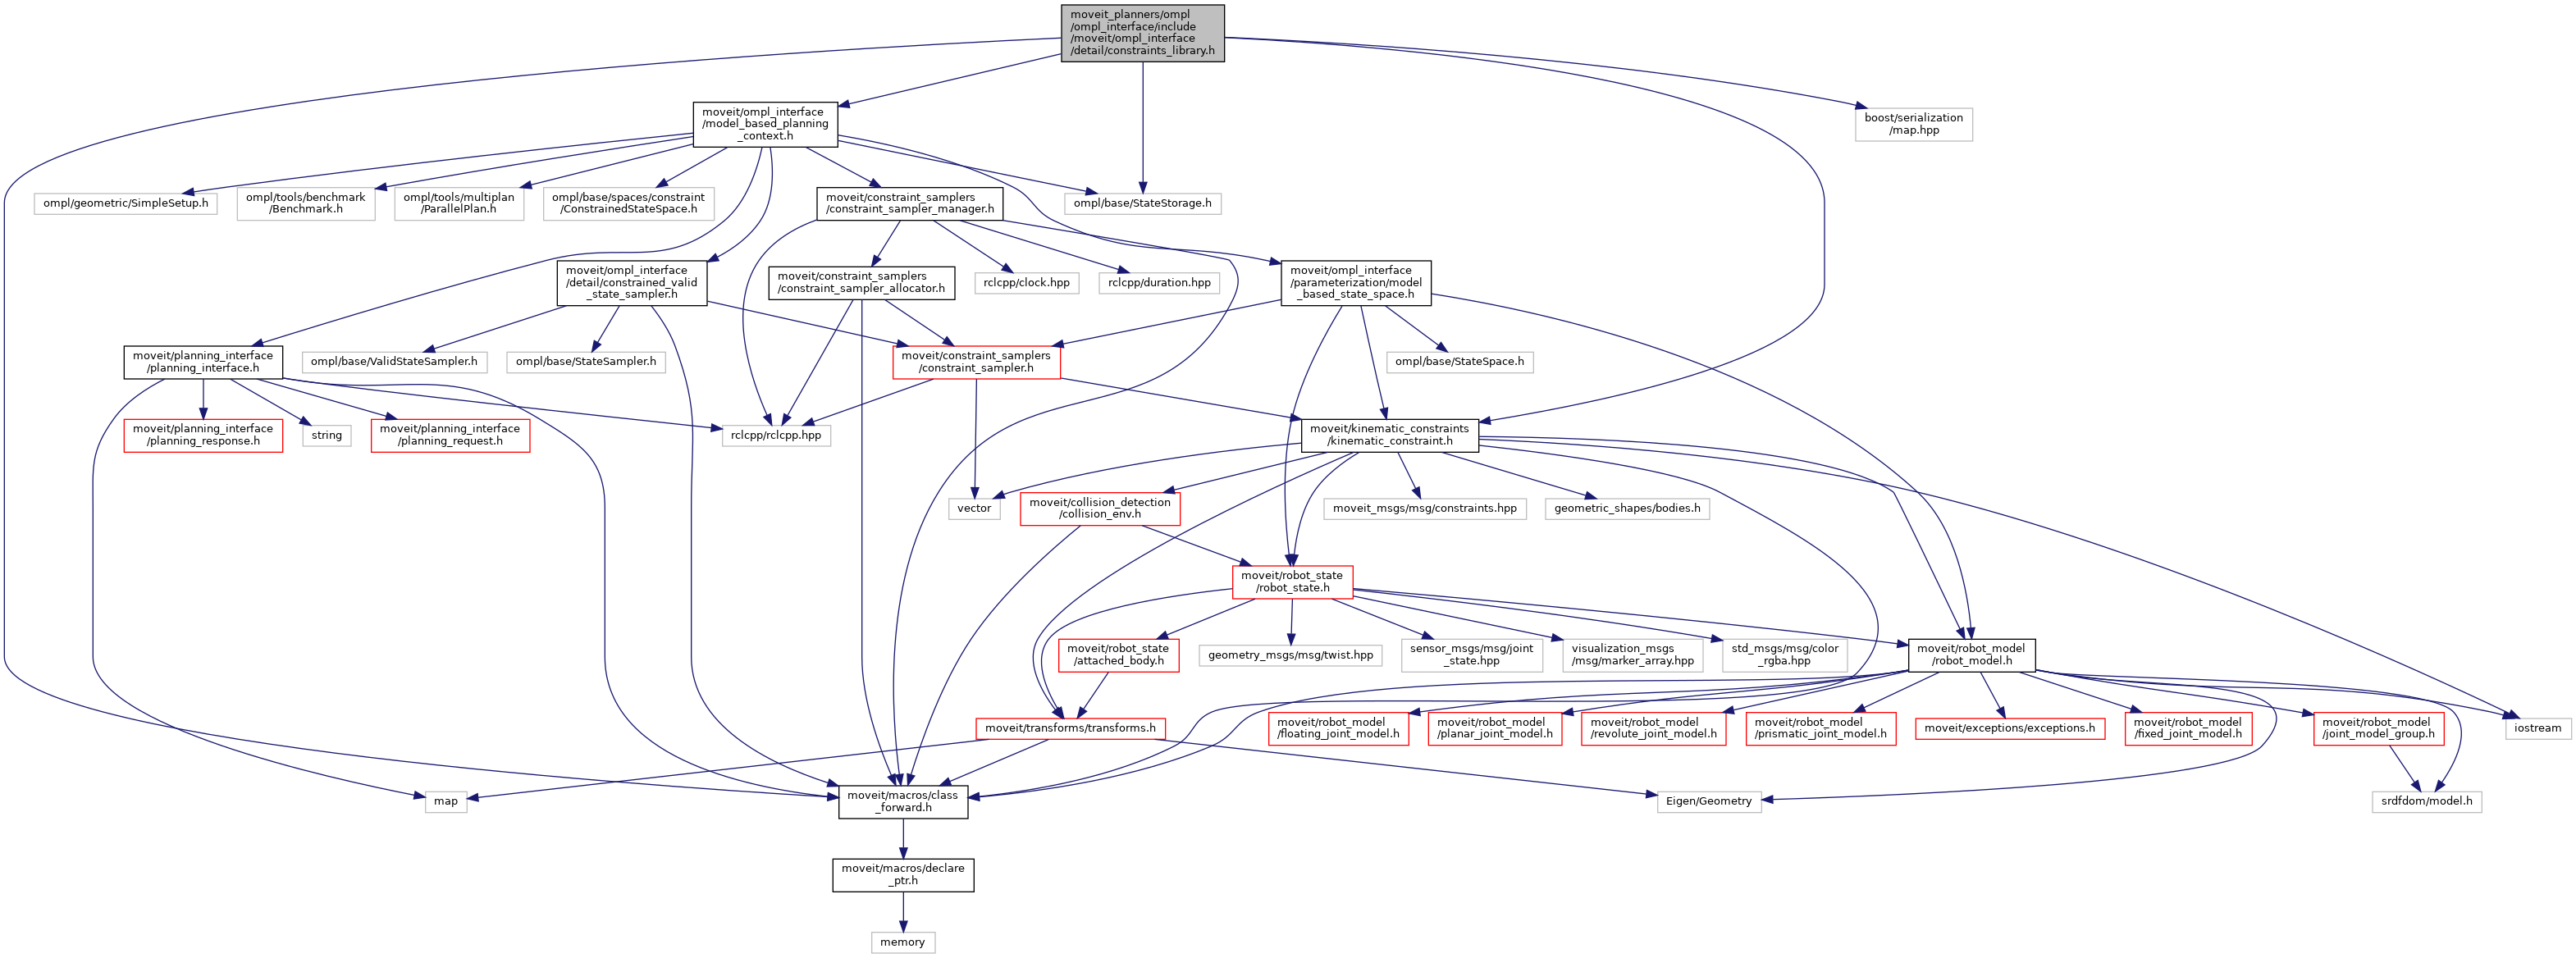 moveit_planners/ompl
/ompl_interface/include
/moveit/ompl_interface
/detail/constraints_library.h
moveit/ompl_interface
/model_based_planning
_context.h
boost/serialization
/map.hpp
ompl/geometric/SimpleSetup.h
ompl/tools/benchmark
/Benchmark.h
ompl/tools/multiplan
/ParallelPlan.h
ompl/base/spaces/constraint
/ConstrainedStateSpace.h
moveit/constraint_samplers
/constraint_sampler_manager.h
ompl/base/StateStorage.h
moveit/ompl_interface
/detail/constrained_valid
_state_sampler.h
moveit/constraint_samplers
/constraint_sampler_allocator.h
rclcpp/clock.hpp
rclcpp/duration.hpp
moveit/ompl_interface
/parameterization/model
_based_state_space.h
moveit/planning_interface
/planning_interface.h
ompl/base/ValidStateSampler.h
ompl/base/StateSampler.h
moveit/constraint_samplers
/constraint_sampler.h
ompl/base/StateSpace.h
moveit/planning_interface
/planning_response.h
string
moveit/planning_interface
/planning_request.h
rclcpp/rclcpp.hpp
moveit/kinematic_constraints
/kinematic_constraint.h
vector
moveit/collision_detection
/collision_env.h
moveit_msgs/msg/constraints.hpp
geometric_shapes/bodies.h
moveit/robot_state
/robot_state.h
moveit/robot_state
/attached_body.h
geometry_msgs/msg/twist.hpp
sensor_msgs/msg/joint
_state.hpp
visualization_msgs
/msg/marker_array.hpp
std_msgs/msg/color
_rgba.hpp
moveit/robot_model
/robot_model.h
moveit/transforms/transforms.h
moveit/robot_model
/floating_joint_model.h
moveit/robot_model
/planar_joint_model.h
moveit/robot_model
/revolute_joint_model.h
moveit/robot_model
/prismatic_joint_model.h
moveit/exceptions/exceptions.h
moveit/robot_model
/fixed_joint_model.h
moveit/robot_model
/joint_model_group.h
iostream
map
moveit/macros/class
_forward.h
Eigen/Geometry
srdfdom/model.h
moveit/macros/declare
_ptr.h
memory